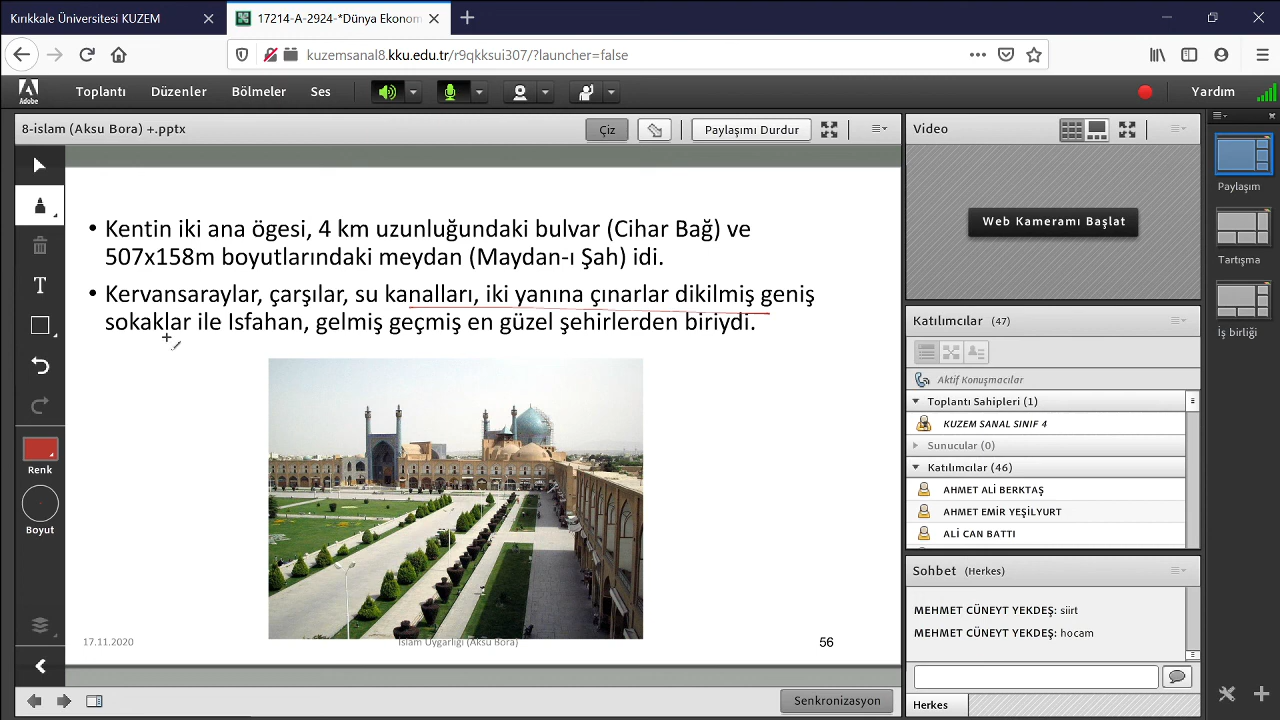 Kırıkkale Üniversitesi KUZEM
17214-A-2924-*Dünya Ekonom
kuzemsanal8.kku.edu.tr/r9qkksui307/?launcher=false
Adobe
Toplantı
Düzenler
Bölmeler
Ses
Yardım
8-islam (Aksu Bora) +.pptx
Çiz
Paylaşımı Durdur
• Kentin iki ana ögesi, 4 km uzunluğundaki bulvar (Cihar Bağ) ve
507x158m boyutlarındaki meydan (Maydan-ı Şah) idi.
• Kervansaraylar, çarşılar, su kanalları, iki yanına çınarlar dikilmiş geniş
sokaklar ile Isfahan, gelmiş geçmiş en güzel şehirlerden biriydi.
T
Renk
Boyut
17.11.2020
İslam Uygarlığı (Aksu Bora)
56
Senkronizasyon
Video
Web Kameramı Başlat
Katılımcılar (47)
Aktif Konuşmacılar
Toplantı Sahipleri (1)
KUZEM SANAL SINIF 4
Sunucular (0)
Katılımcılar (46)
AHMET ALİ BERKTAŞ
AHMET EMİR YEŞİLYURT
ALİ CAN BATTI
Sohbet (Herkes)
MEHMET CÜNEYT YEKDEŞ: siirt
MEHMET CÜNEYT YEKDEŞ: hocam
Herkes
Paylaşım
Tartışma
İş birliği